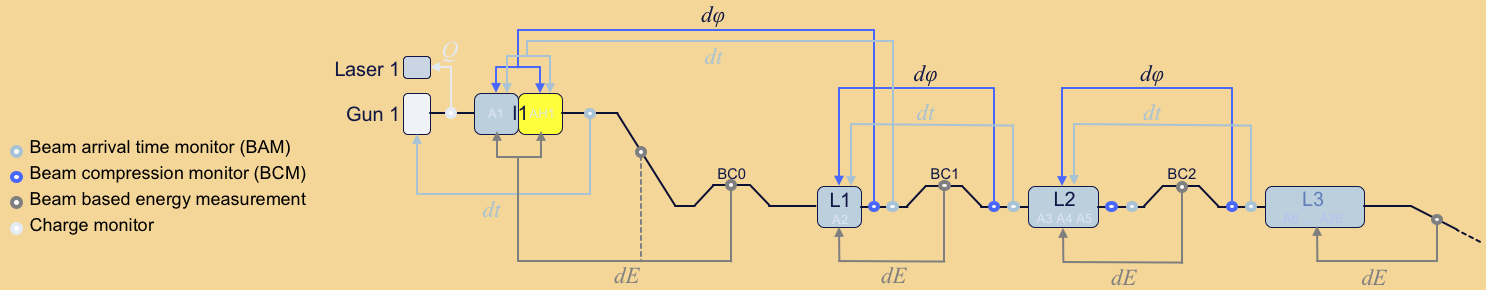 dφ
Q
dt
Laser 1
dφ
dφ
Gun 1
A1
I1
dt
dt
Beam arrival time monitor (BAM)
Beam compression monitor (BCM)
BC0
BC1
BC2
Beam based energy measurement
L1
L2
L3
dt
A2
A3 A4 A5
Charge monitor
dE
dE
dE
dE